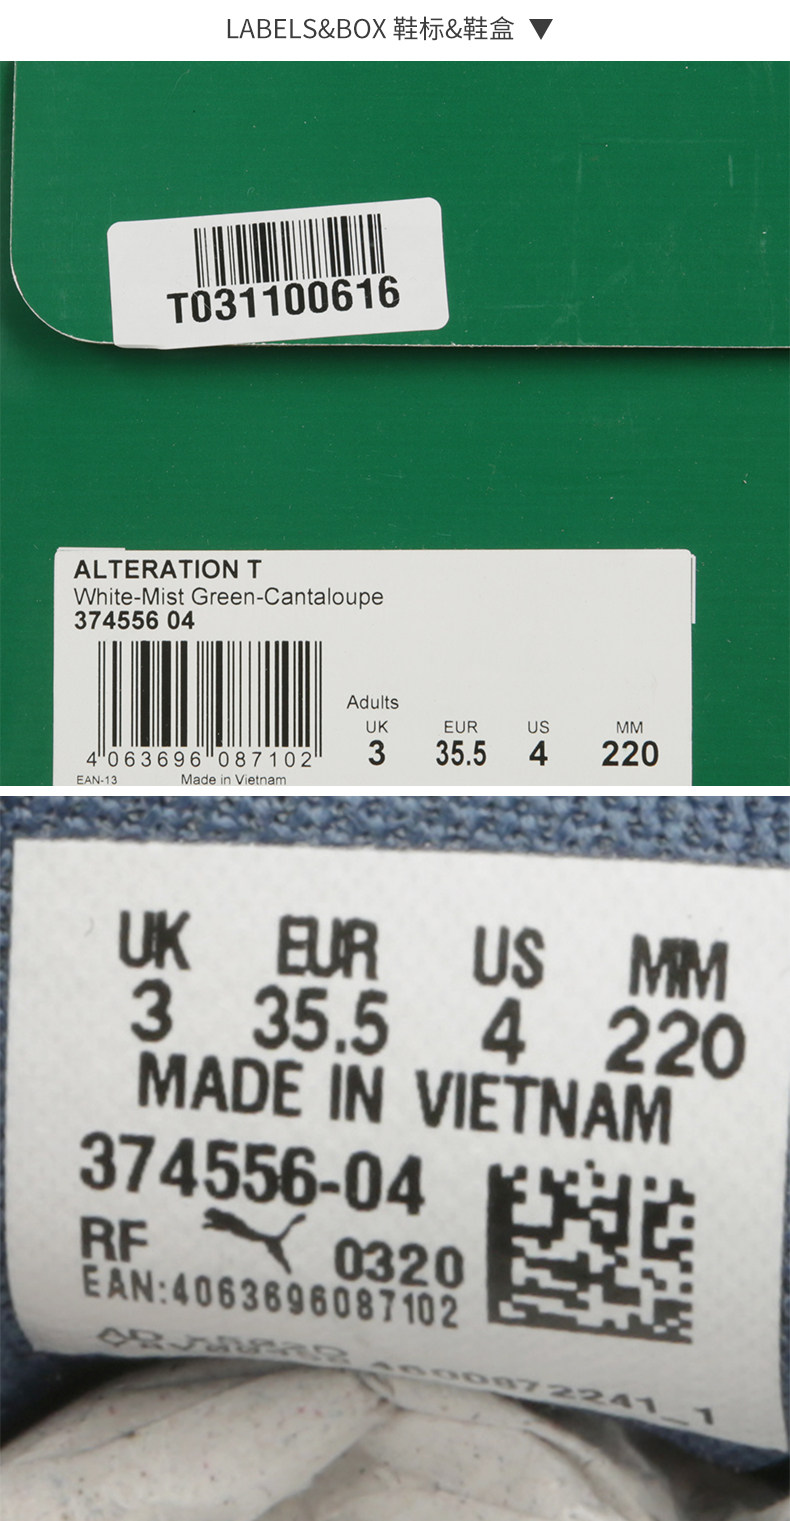 LABELS&BOX 鞋标&鞋盒 ▼
T031100616
ALTERATION T
White-Mist Green-Cantaloupe
374556 04
Adults
UK EUR US MM
3 35.5 4 220
4 063696 087102
EAN-13 Made in Vietnam
UK EUR US MM
3 35.5 4 220
MADE IN VIETNAM
374556-04
RF 0320
EAN:4063696087102
4600872241_1